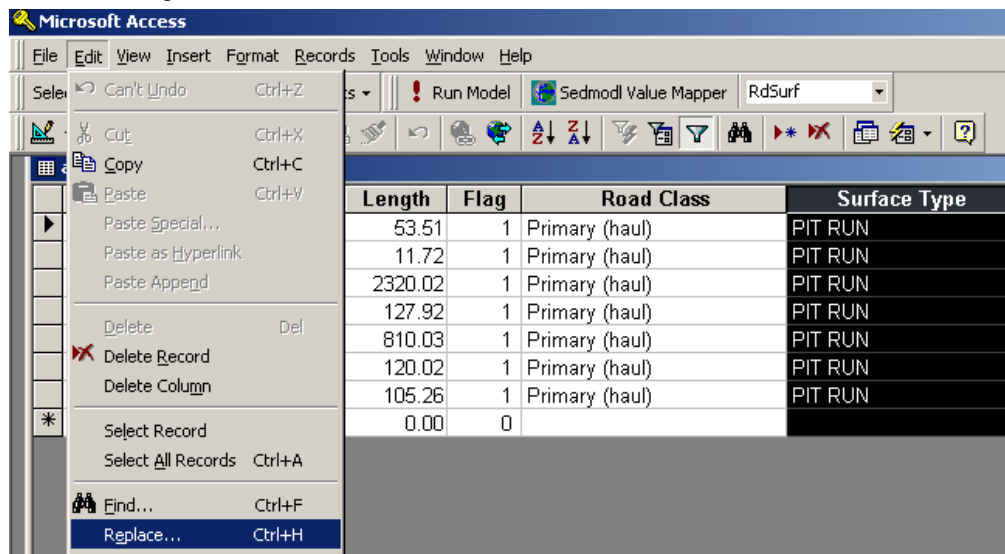 Microsoft Access
File Edit View Insert Format Records Tools Window Help
Sele s Run Model Sedmodl Value Mapper RdSurf
Can't Undo Ctrl+Z
Cut Ctrl+X
Copy Ctrl+C
Paste Ctrl+V
Paste Special...
Paste as Hyperlink
Paste Append
Delete Del
Delete Record
Delete Column
Select Record
Select All Records Ctrl+A
Find... Ctrl+F
Replace... Ctrl+H
Length Flag Road Class Surface Type
53.51 1 Primary (haul) PIT RUN
11.72 1 Primary (haul) PIT RUN
2320.02 1 Primary (haul) PIT RUN
127.92 1 Primary (haul) PIT RUN
810.03 1 Primary (haul) PIT RUN
120.02 1 Primary (haul) PIT RUN
105.26 1 Primary (haul) PIT RUN
0.00 0